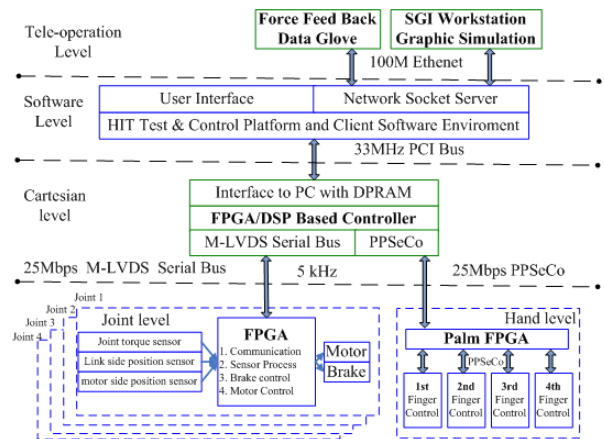 Tele-operation
Level
Force Feed Back
Data Glove
SGI Workstation
Graphic Simulation
100M Ethenet
Software
Level
User Interface
Network Socket Server
HIT Test & Control Platform and Client Software Enviroment
33MHz PCI Bus
Cartesian
level
Interface to PC with DPRAM
FPGA/DSP Based Controller
M-LVDS Serial Bus
PPSeCo
25Mbps M-LVDS Serial Bus
5 kHz
25Mbps PPSeCo
Joint 1
Joint 2
Joint 3
Joint 4
Joint level
Joint torque sensor
Link side position sensor
motor side position sensor
FPGA
1. Communication
2. Sensor Process
3. Brake control
4. Motor Control
Motor
Brake
Hand level
Palm FPGA
PPSeCo
1st
Finger
Control
2nd
Finger
Control
3rd
Finger
Control
4th
Finger
Control